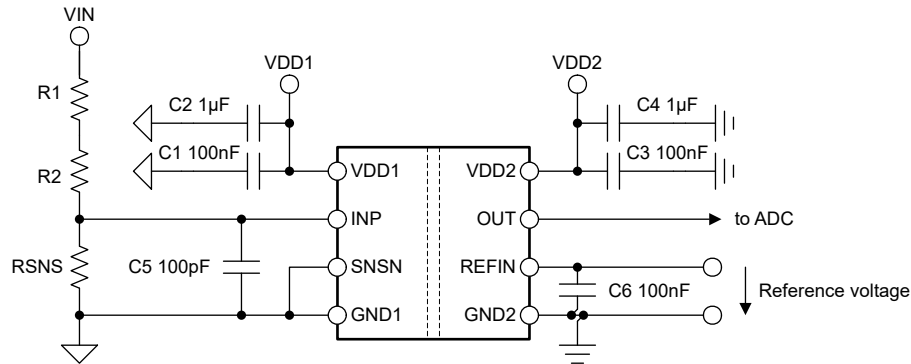 VIN
VDD1
VDD2
R1
C2 1µF
C4 1µF
C1 100nF
C3 100nF
R2
VDD1
VDD2
INP
OUT
to ADC
RSNS
C5 100pF
SNSN
REFIN
C6 100nF
Reference voltage
GND1
GND2